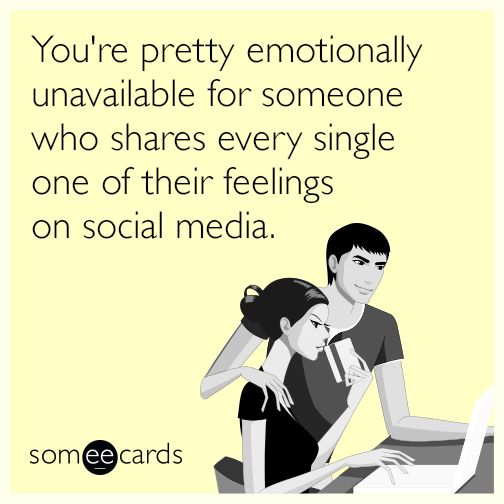 You're pretty emotionally
unavailable for someone
who shares every single
one of their feelings
on social media.
someecards